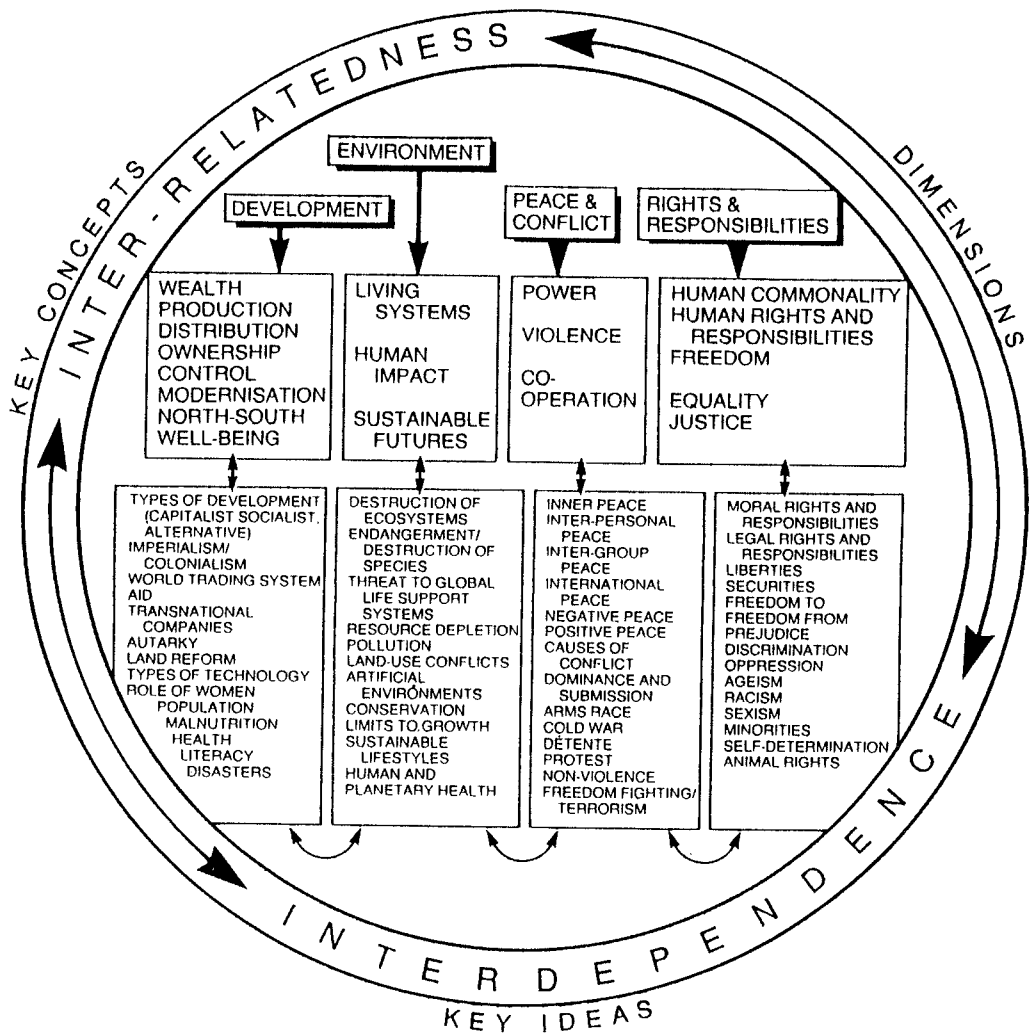 INTER-RELATEDNESS
KEY CONCEPTS
DIMENSIONS
ENVIRONMENT
DEVELOPMENT
PEACE &
CONFLICT
RIGHTS &
RESPONSIBILITIES
WEALTH
PRODUCTION
DISTRIBUTION
OWNERSHIP
CONTROL
MODERNISATION
NORTH-SOUTH
WELL-BEING
LIVING
SYSTEMS
HUMAN
IMPACT
SUSTAINABLE
FUTURES
POWER
VIOLENCE
CO-
OPERATION
HUMAN COMMONALITY
HUMAN RIGHTS AND
RESPONSIBILITIES
FREEDOM
EQUALITY
JUSTICE
TYPES OF DEVELOPMENT
(CAPITALIST SOCIALIST,
ALTERNATIVE)
IMPERIALISM/
COLONIALISM
WORLD TRADING SYSTEM
AID
TRANSNATIONAL
COMPANIES
AUTARKY
LAND REFORM
TYPES OF TECHNOLOGY
ROLE OF WOMEN
POPULATION
MALNUTRITION
HEALTH
LITERACY
DISASTERS
DESTRUCTION OF
ECOSYSTEMS
ENDANGERMENT/
DESTRUCTION OF
SPECIES
THREAT TO GLOBAL
LIFE SUPPORT
SYSTEMS
RESOURCE DEPLETION
POLLUTION
LAND-USE CONFLICTS
ARTIFICIAL
ENVIRONMENTS
CONSERVATION
LIMITS TO GROWTH
SUSTAINABLE
LIFESTYLES
HUMAN AND
PLANETARY HEALTH
INNER PEACE
INTER-PERSONAL
PEACE
INTER-GROUP
PEACE
INTERNATIONAL
PEACE
NEGATIVE PEACE
POSITIVE PEACE
CAUSES OF
CONFLICT
DOMINANCE AND
SUBMISSION
ARMS RACE
COLD WAR
DÉTENTE
PROTEST
NON-VIOLENCE
FREEDOM FIGHTING/
TERRORISM
MORAL RIGHTS AND
RESPONSIBILITIES
LEGAL RIGHTS AND
RESPONSIBILITIES
LIBERTIES
SECURITIES
FREEDOM TO
FREEDOM FROM
PREJUDICE
DISCRIMINATION
OPPRESSION
AGEISM
RACISM
SEXISM
MINORITIES
SELF-DETERMINATION
ANIMAL RIGHTS
INTERDEPENDENCE
KEY IDEAS